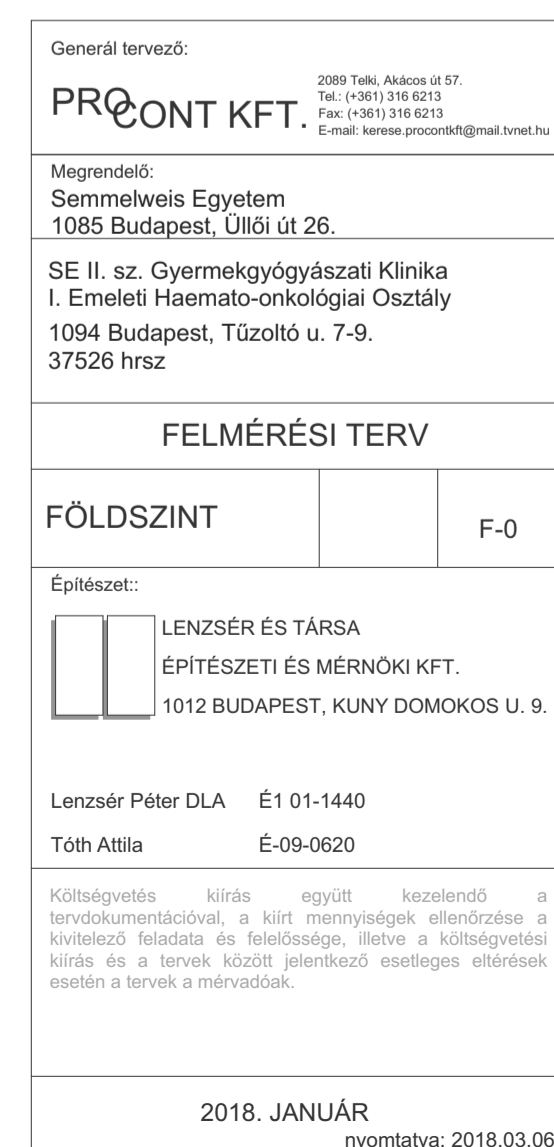 Generál tervező:
PROCONT KFT.
2089 Telki, Akácos út 57.
Tel.: (+361) 316 6213
Fax: (+361) 316 6213
E-mail: kerese.procontkft@mail.tvnet.hu
Megrendelő:
Semmelweis Egyetem
1085 Budapest, Üllői út 26.
SE II. sz. Gyermekgyógyászati Klinika
I. Emeleti Haemato-onkológiai Osztály
1094 Budapest, Tűzoltó u. 7-9.
37526 hrsz
FELMÉRÉSI TERV
FÖLDSZINT
F-0
Építészet::
LENZSÉR ÉS TÁRSA
ÉPÍTÉSZETI ÉS MÉRNÖKI KFT.
1012 BUDAPEST, KUNY DOMOKOS U. 9.
Lenzsér Péter DLA É1 01-1440
Tóth Attila É-09-0620
Költségvetés kiírás együtt kezelendő a
tervdokumentációval, a kiírt mennyiségek ellenőrzése a
kivitelező feladata és felelőssége, illetve a költségvetési
kiírás és a tervek között jelentkező esetleges eltérések
esetén a tervek a mérvadóak.
2018. JANUÁR
nyomtatva: 2018.03.06